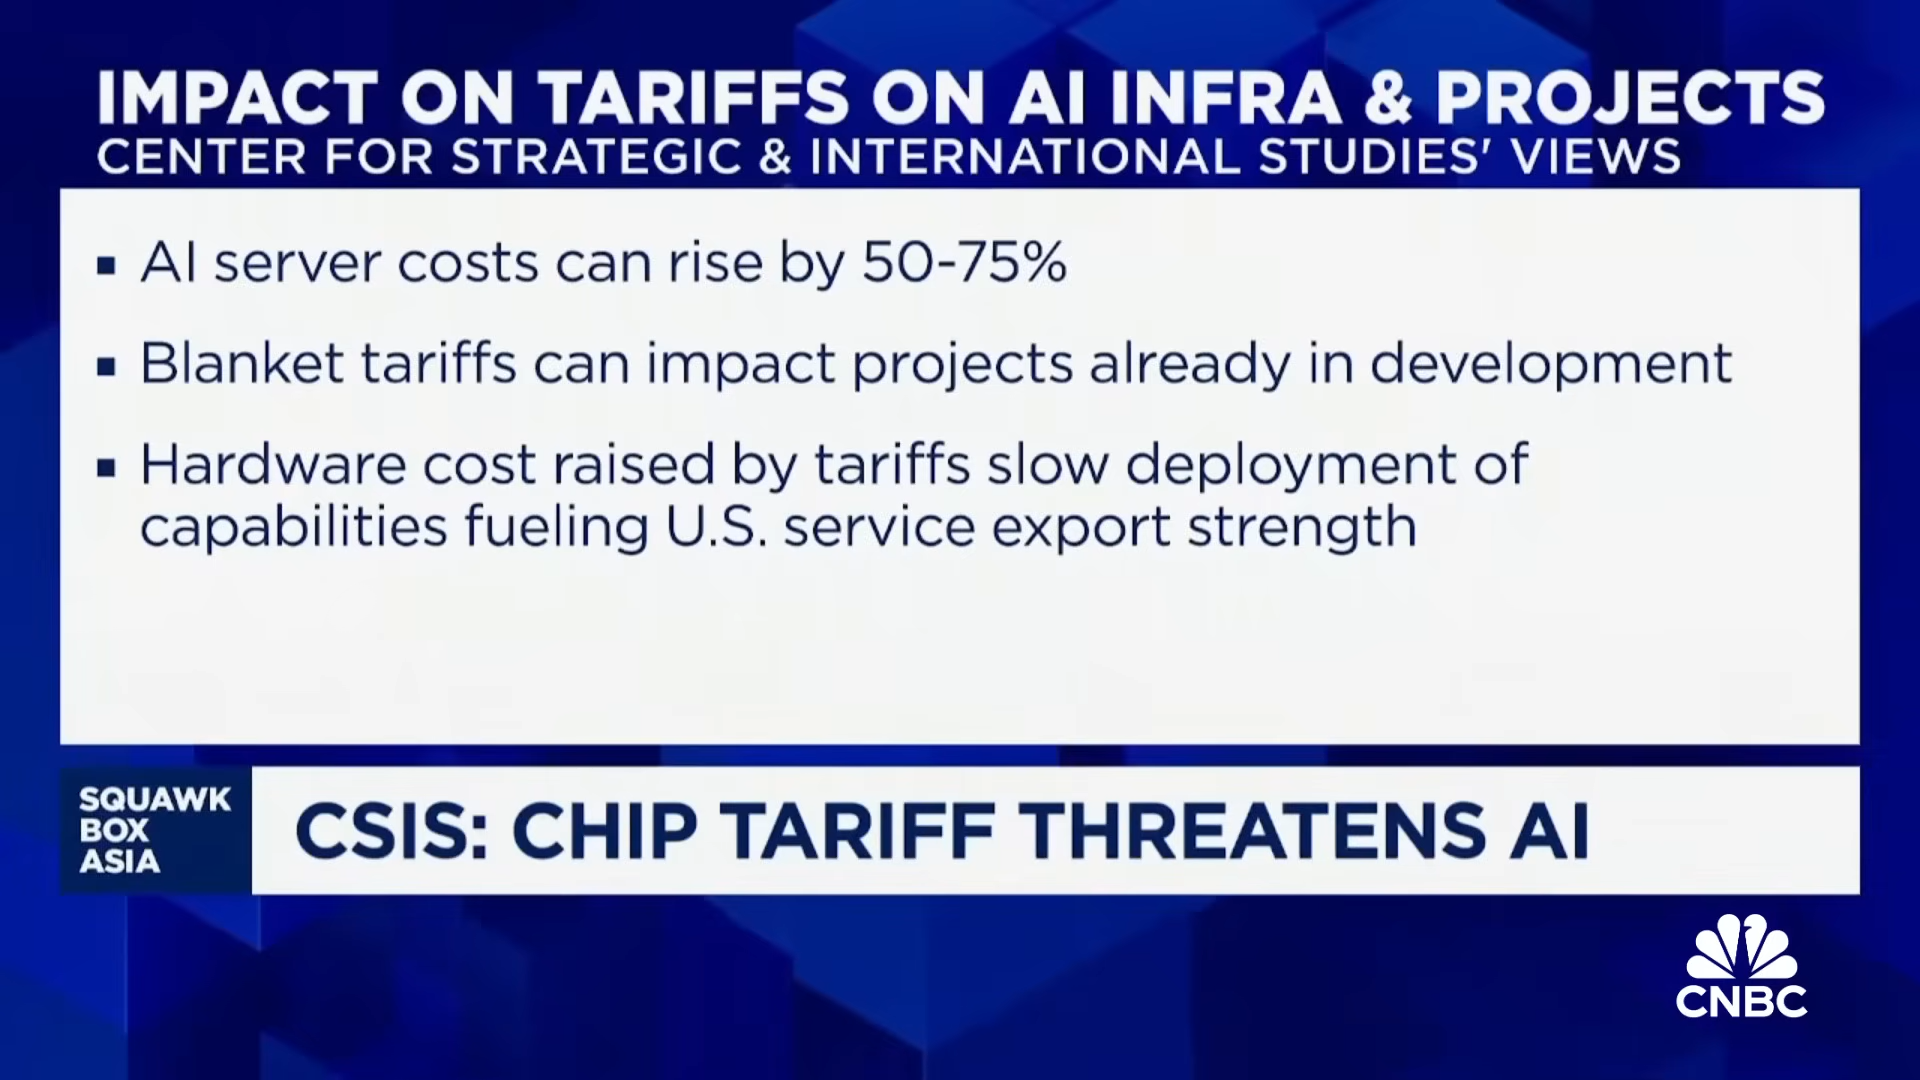 IMPACT ON TARIFFS ON AI INFRA & PROJECTS
CENTER FOR STRATEGIC & INTERNATIONAL STUDIES' VIEWS
▪ AI server costs can rise by 50-75%
▪ Blanket tariffs can impact projects already in development
▪ Hardware cost raised by tariffs slow deployment of
capabilities fueling U.S. service export strength
SQUAWK
BOX
ASIA
CSIS: CHIP TARIFF THREATENS AI
CNBC